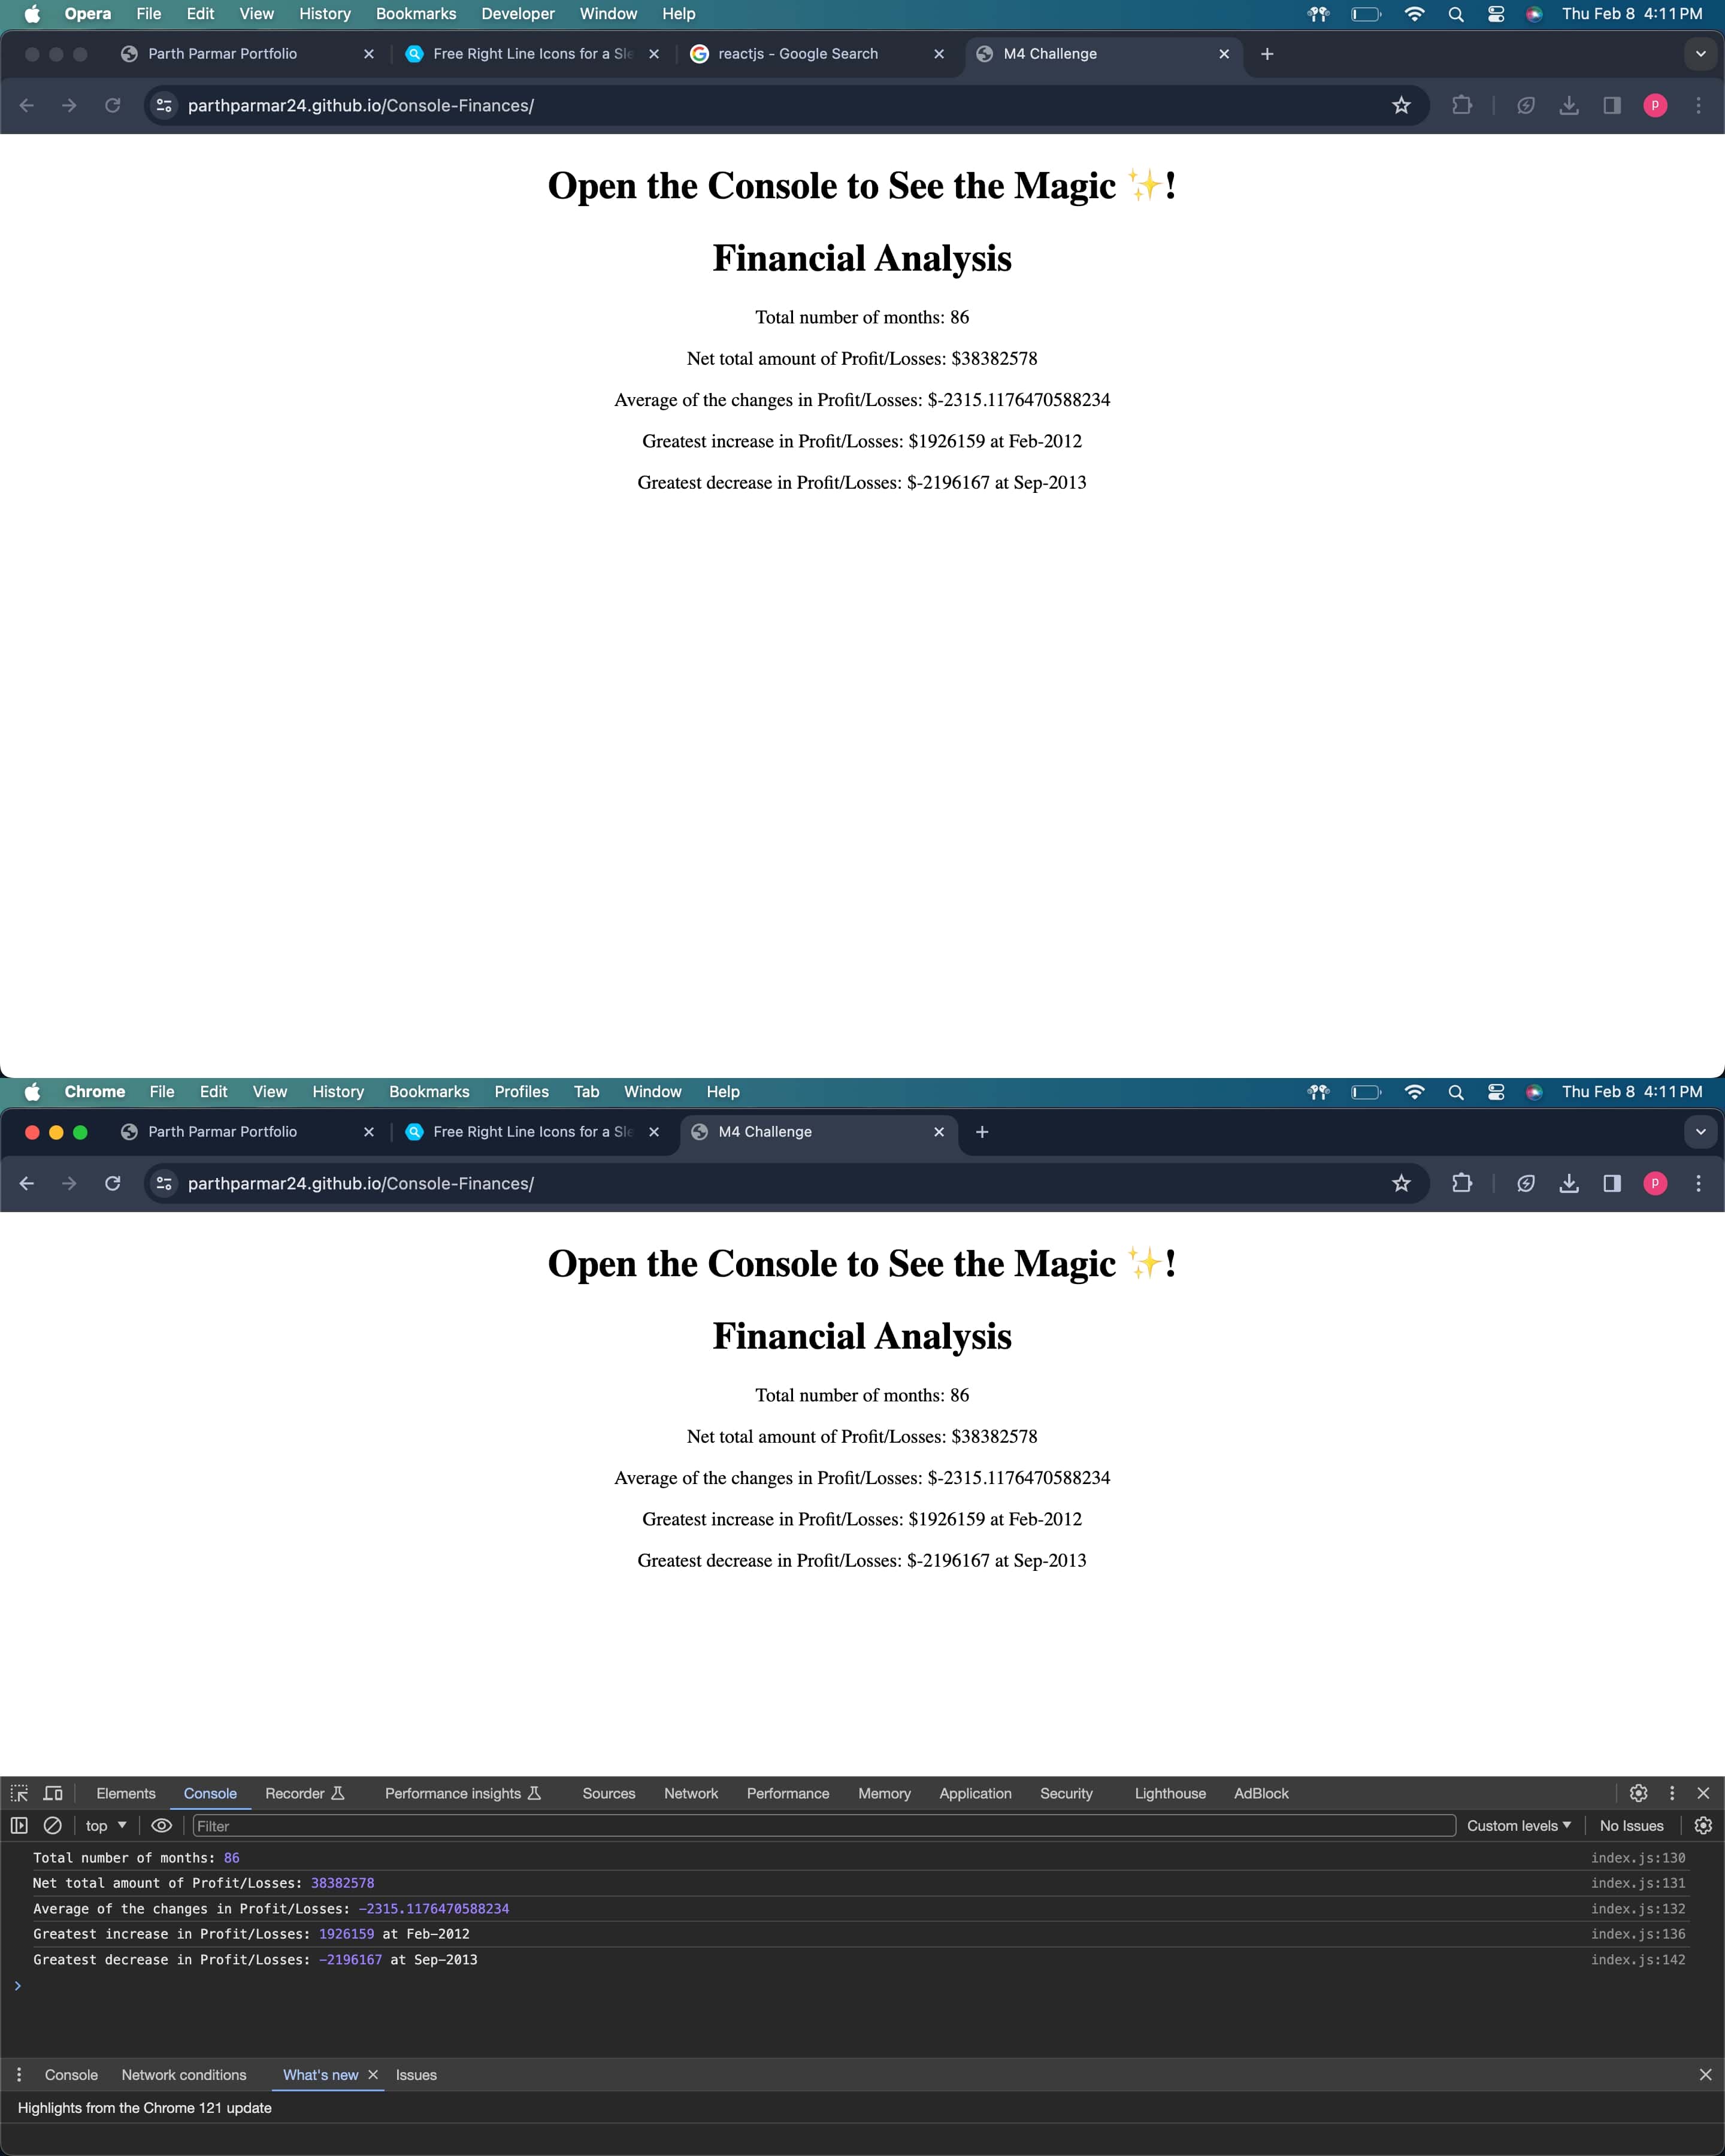 Opera File Edit View History Bookmarks Developer Window Help Thu Feb 8 4:11 PM
Parth Parmar Portfolio Free Right Line Icons for a Sle reactjs - Google Search M4 Challenge
parthparmar24.github.io/Console-Finances/ P
Open the Console to See the Magic ✨!
Financial Analysis
Total number of months: 86
Net total amount of Profit/Losses: $38382578
Average of the changes in Profit/Losses: $-2315.1176470588234
Greatest increase in Profit/Losses: $1926159 at Feb-2012
Greatest decrease in Profit/Losses: $-2196167 at Sep-2013
Chrome File Edit View History Bookmarks Profiles Tab Window Help Thu Feb 8 4:11 PM
Parth Parmar Portfolio Free Right Line Icons for a Sle M4 Challenge
parthparmar24.github.io/Console-Finances/ P
Open the Console to See the Magic ✨!
Financial Analysis
Total number of months: 86
Net total amount of Profit/Losses: $38382578
Average of the changes in Profit/Losses: $-2315.1176470588234
Greatest increase in Profit/Losses: $1926159 at Feb-2012
Greatest decrease in Profit/Losses: $-2196167 at Sep-2013
Elements Console Recorder Performance insights Sources Network Performance Memory Application Security Lighthouse AdBlock
top Filter Custom levels No Issues
Total number of months: 86 index.js:130
Net total amount of Profit/Losses: 38382578 index.js:131
Average of the changes in Profit/Losses: -2315.1176470588234 index.js:132
Greatest increase in Profit/Losses: 1926159 at Feb-2012 index.js:136
Greatest decrease in Profit/Losses: -2196167 at Sep-2013 index.js:142
Console Network conditions What's new Issues
Highlights from the Chrome 121 update